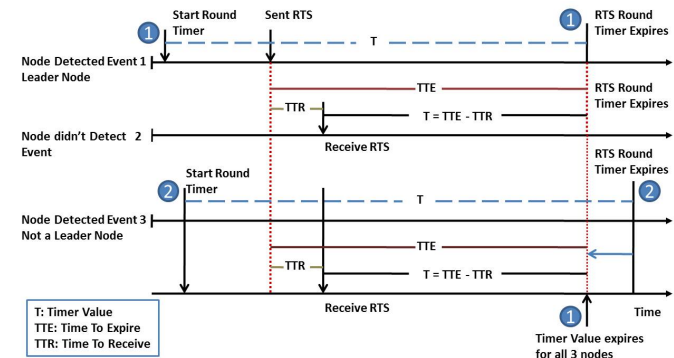 Start Round
Timer
Sent RTS
RTS Round
Timer Expires
1
1
T
Node Detected Event 1
Leader Node
TTE
RTS Round
Timer Expires
TTR
T = TTE - TTR
Node didn't Detect 2
Event
Receive RTS
RTS Round
Timer Expires
Start Round
Timer
2
2
T
Node Detected Event 3
Not a Leader Node
TTE
TTR
T = TTE - TTR
Receive RTS
Time
T: Timer Value
TTE: Time To Expire
TTR: Time To Receive
1
Timer Value expires
for all 3 nodes